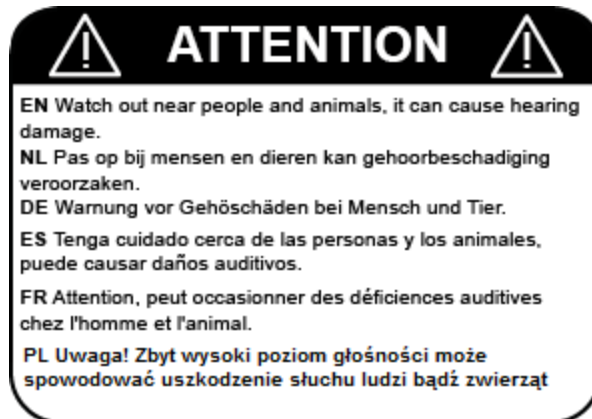 ATTENTION
EN Watch out near people and animals, it can cause hearing
damage.
NL Pas op bij mensen en dieren kan gehoorbeschadiging
veroorzaken.
DE Warnung vor Gehöschäden bei Mensch und Tier.
ES Tenga cuidado cerca de las personas y los animales,
puede causar daños auditivos.
FR Attention, peut occasionner des déficiences auditives
chez l'homme et l'animal.
PL Uwaga! Zbyt wysoki poziom głośności może
spowodować uszkodzenie słuchu ludzi bądź zwierząt